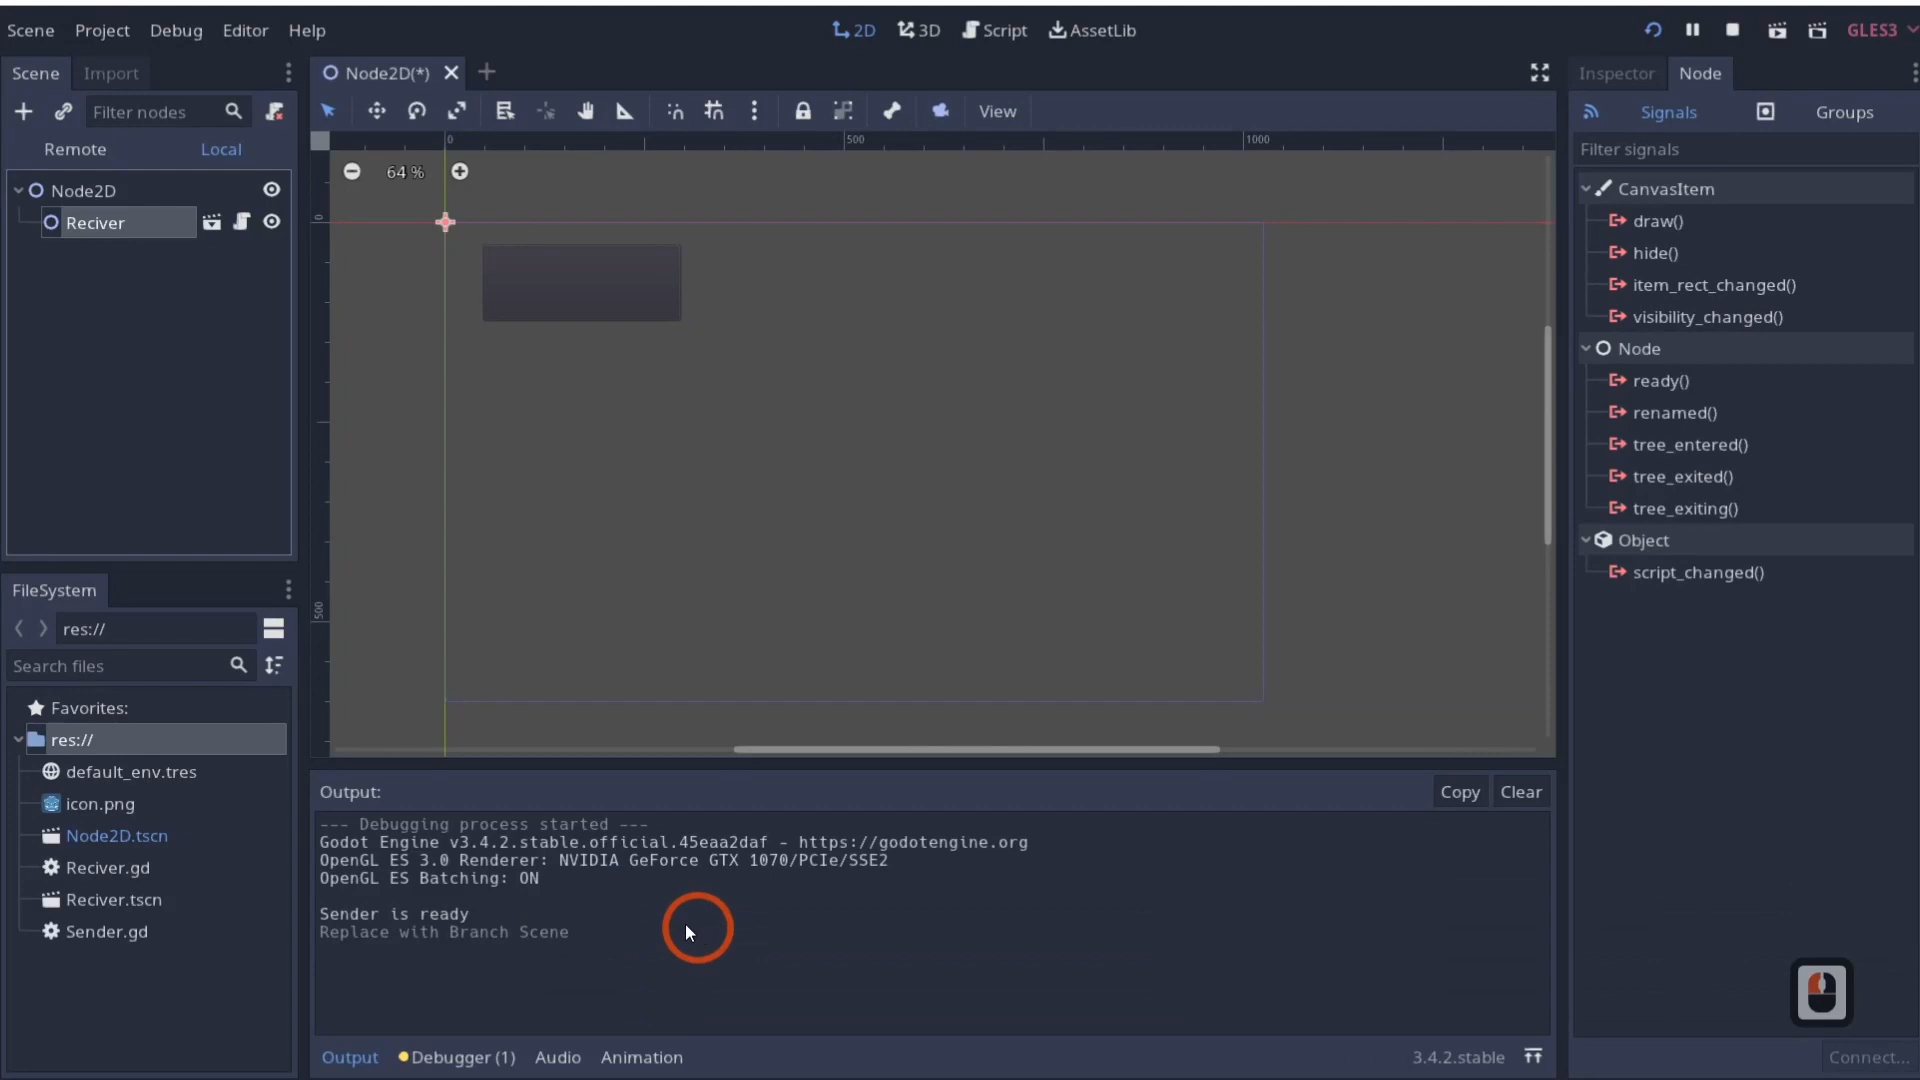 Scene Project Debug Editor Help
2D 3D Script AssetLib
GLES3
Scene Import
Filter nodes
Remote Local
Node2D
Reciver
FileSystem
res://
Search files
Favorites:
res://
default_env.tres
icon.png
Node2D.tscn
Reciver.gd
Reciver.tscn
Sender.gd
Node2D(*)
View
0 500 1000
64 %
0
500
Output:
Copy Clear
--- Debugging process started ---
Godot Engine v3.4.2.stable.official.45eaa2daf - https://godotengine.org
OpenGL ES 3.0 Renderer: NVIDIA GeForce GTX 1070/PCIe/SSE2
OpenGL ES Batching: ON
Sender is ready
Replace with Branch Scene
Output Debugger (1) Audio Animation
3.4.2.stable
Inspector Node
Signals Groups
Filter signals
CanvasItem
draw()
hide()
item_rect_changed()
visibility_changed()
Node
ready()
renamed()
tree_entered()
tree_exited()
tree_exiting()
Object
script_changed()
Connect...